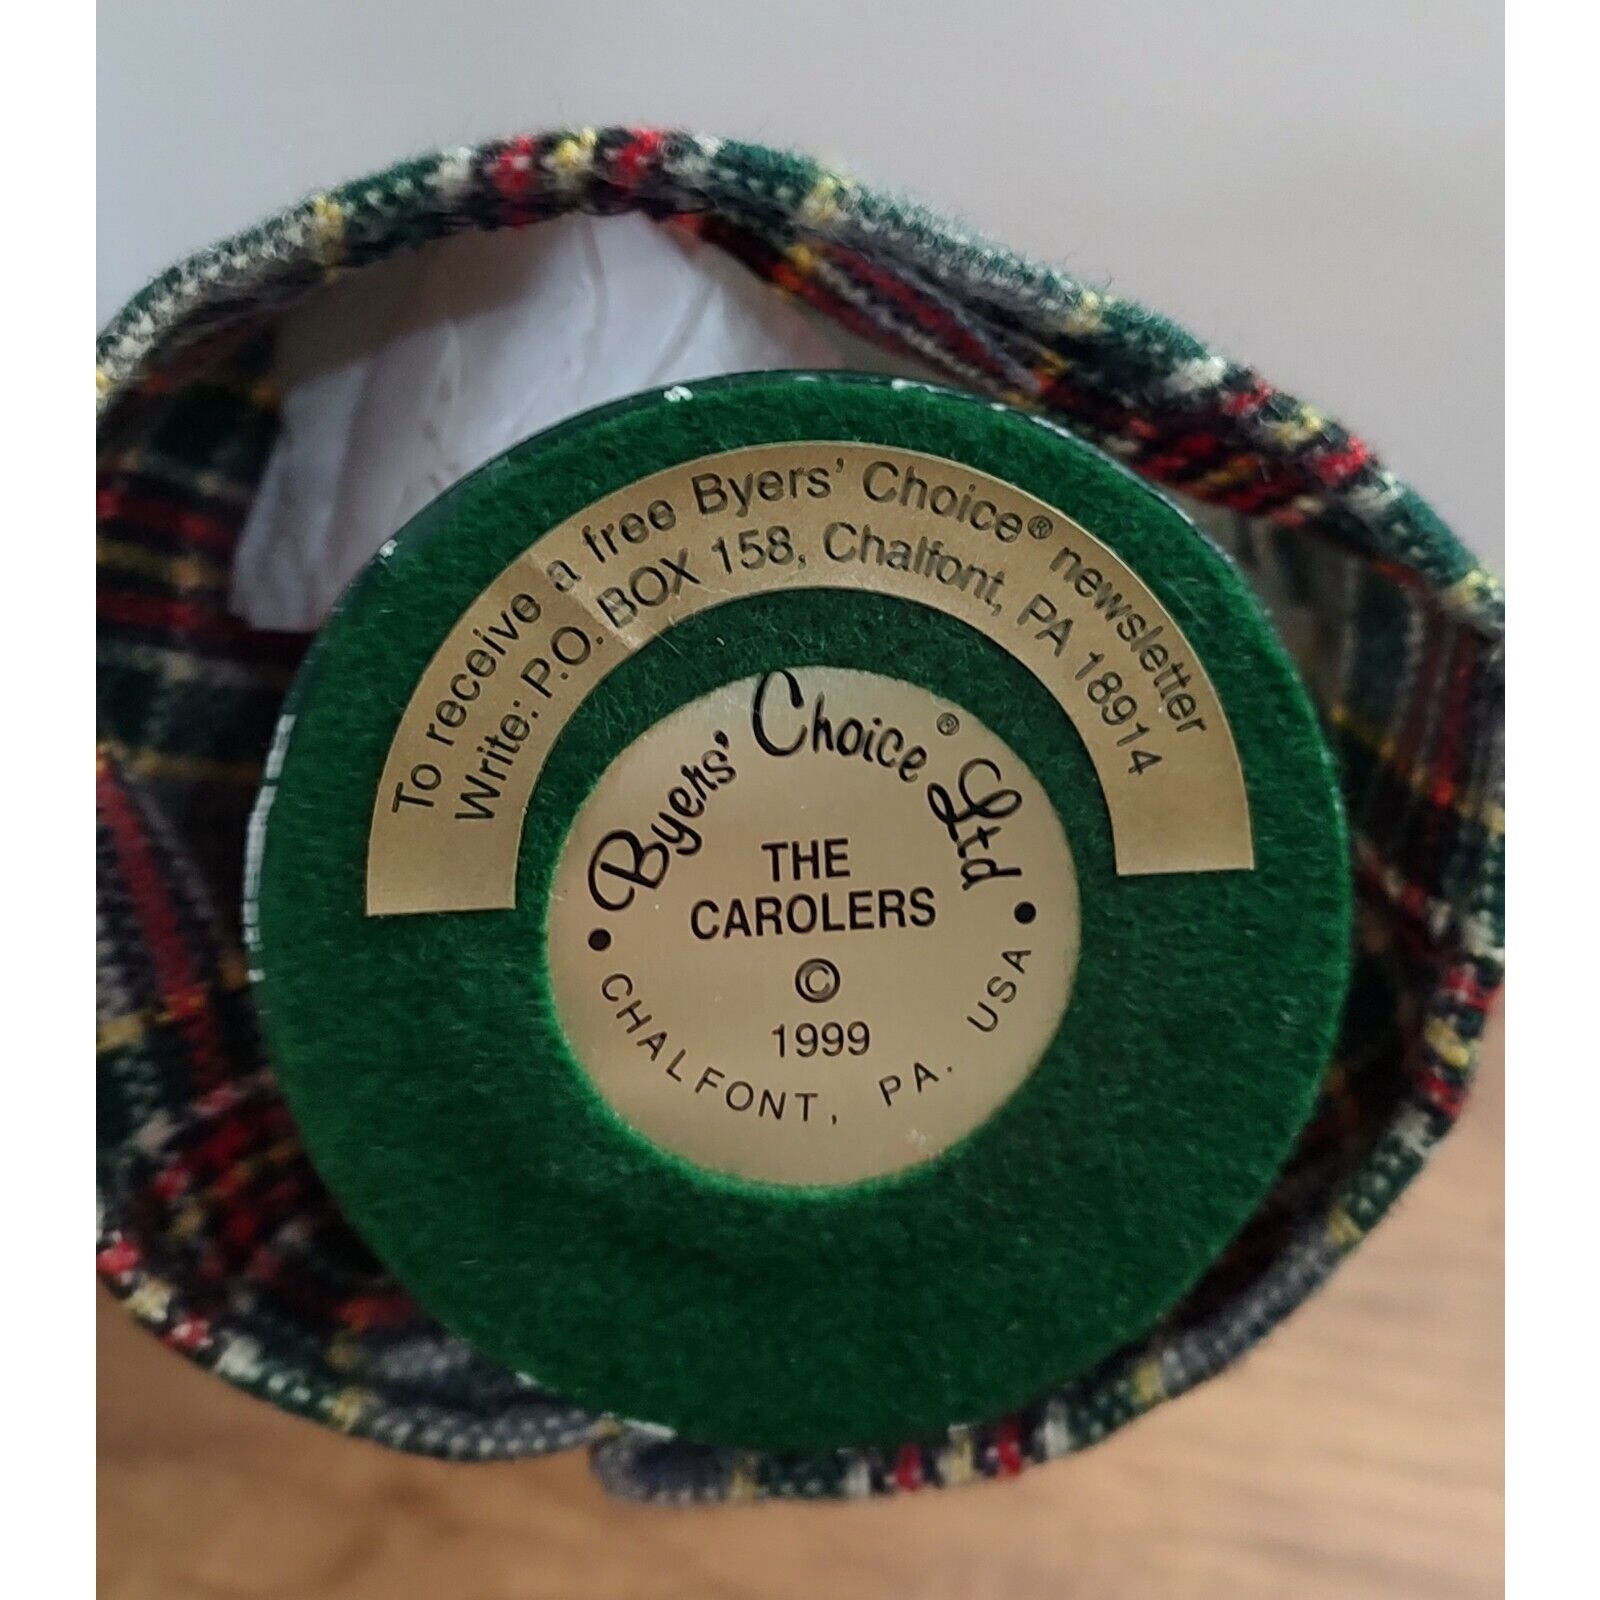 To receive a free Byers' Choice® newsletter
Write: P.O. BOX 158, Chalfont, PA 18914
Byers' Choice® Ltd
THE
CAROLERS
©
1999
• CHALFONT, PA. USA •